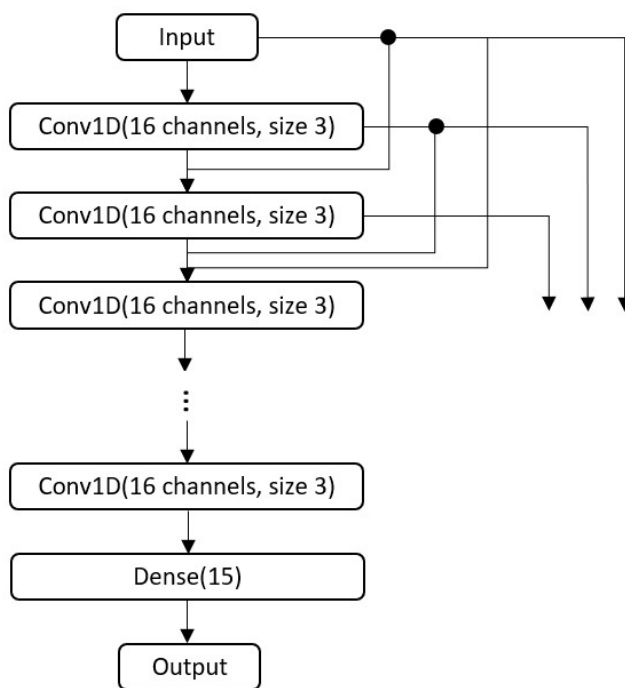 Input
Conv1D(16 channels, size 3)
Conv1D(16 channels, size 3)
Conv1D(16 channels, size 3)
...
Conv1D(16 channels, size 3)
Dense(15)
Output